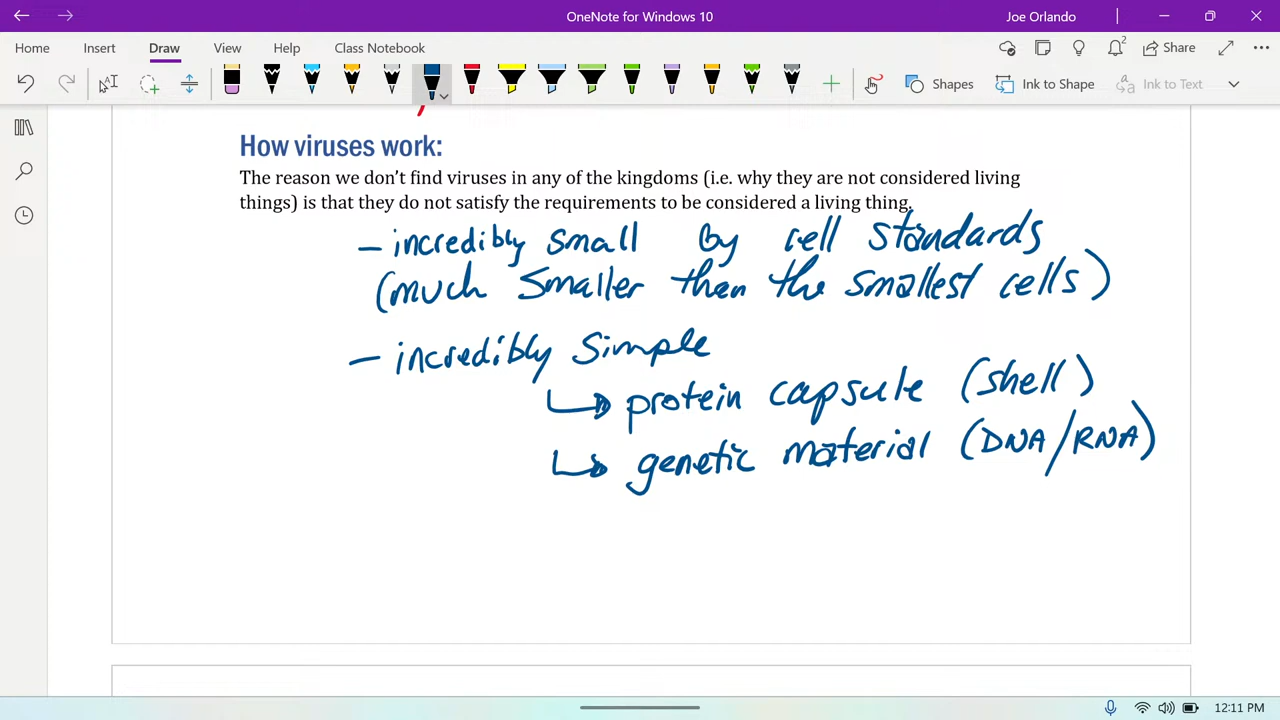 OneNote for Windows 10
Joe Orlando
Home Insert Draw View Help Class Notebook
2
Share
Shapes
Ink to Shape
Ink to Text
How viruses work:
The reason we don't find viruses in any of the kingdoms (i.e. why they are not considered living
things) is that they do not satisfy the requirements to be considered a living thing.
- incredibly small by cell standards
(much smaller than the smallest cells)
- incredibly simple
↳ protein capsule (shell)
↳ genetic material (DNA/RNA)
12:11 PM